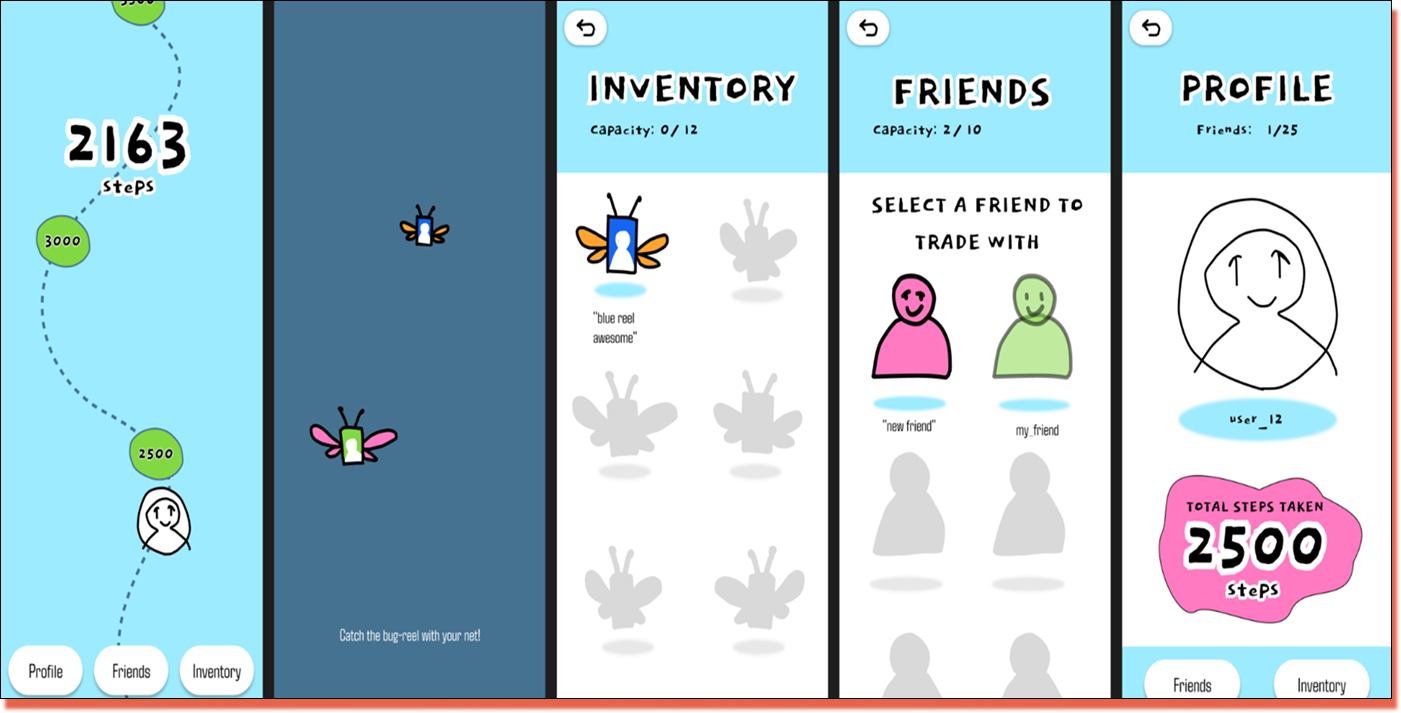 3500
2163
steps
3000
2500
Profile
Friends
Inventory
Catch the bug-reel with your net!
INVENTORY
Capacity: 0/12
"blue reel
awesome"
FRIENDS
Capacity: 2/10
SELECT A FRIEND TO
TRADE WITH
"new friend"
my_friend
PROFILE
Friends: 1/25
user_12
TOTAL STEPS TAKEN
2500
steps
Friends
Inventory